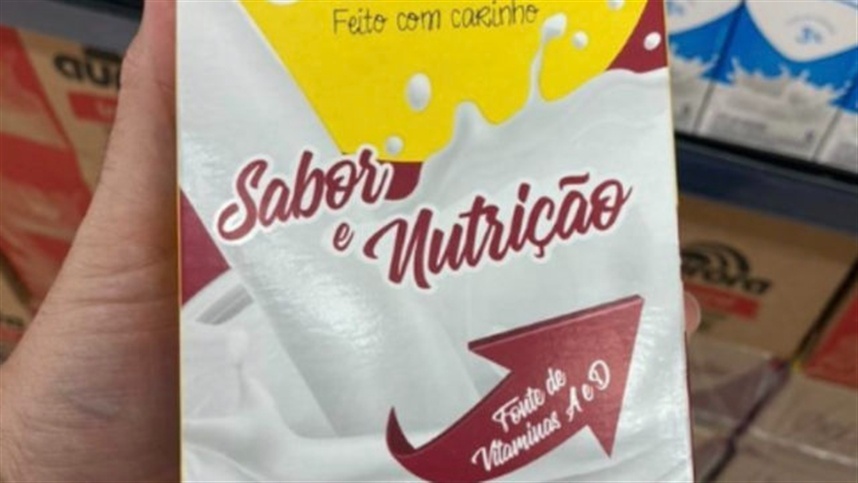 Feito com carinho
Sabor
e Nutrição
Fonte de
Vitaminas A e D